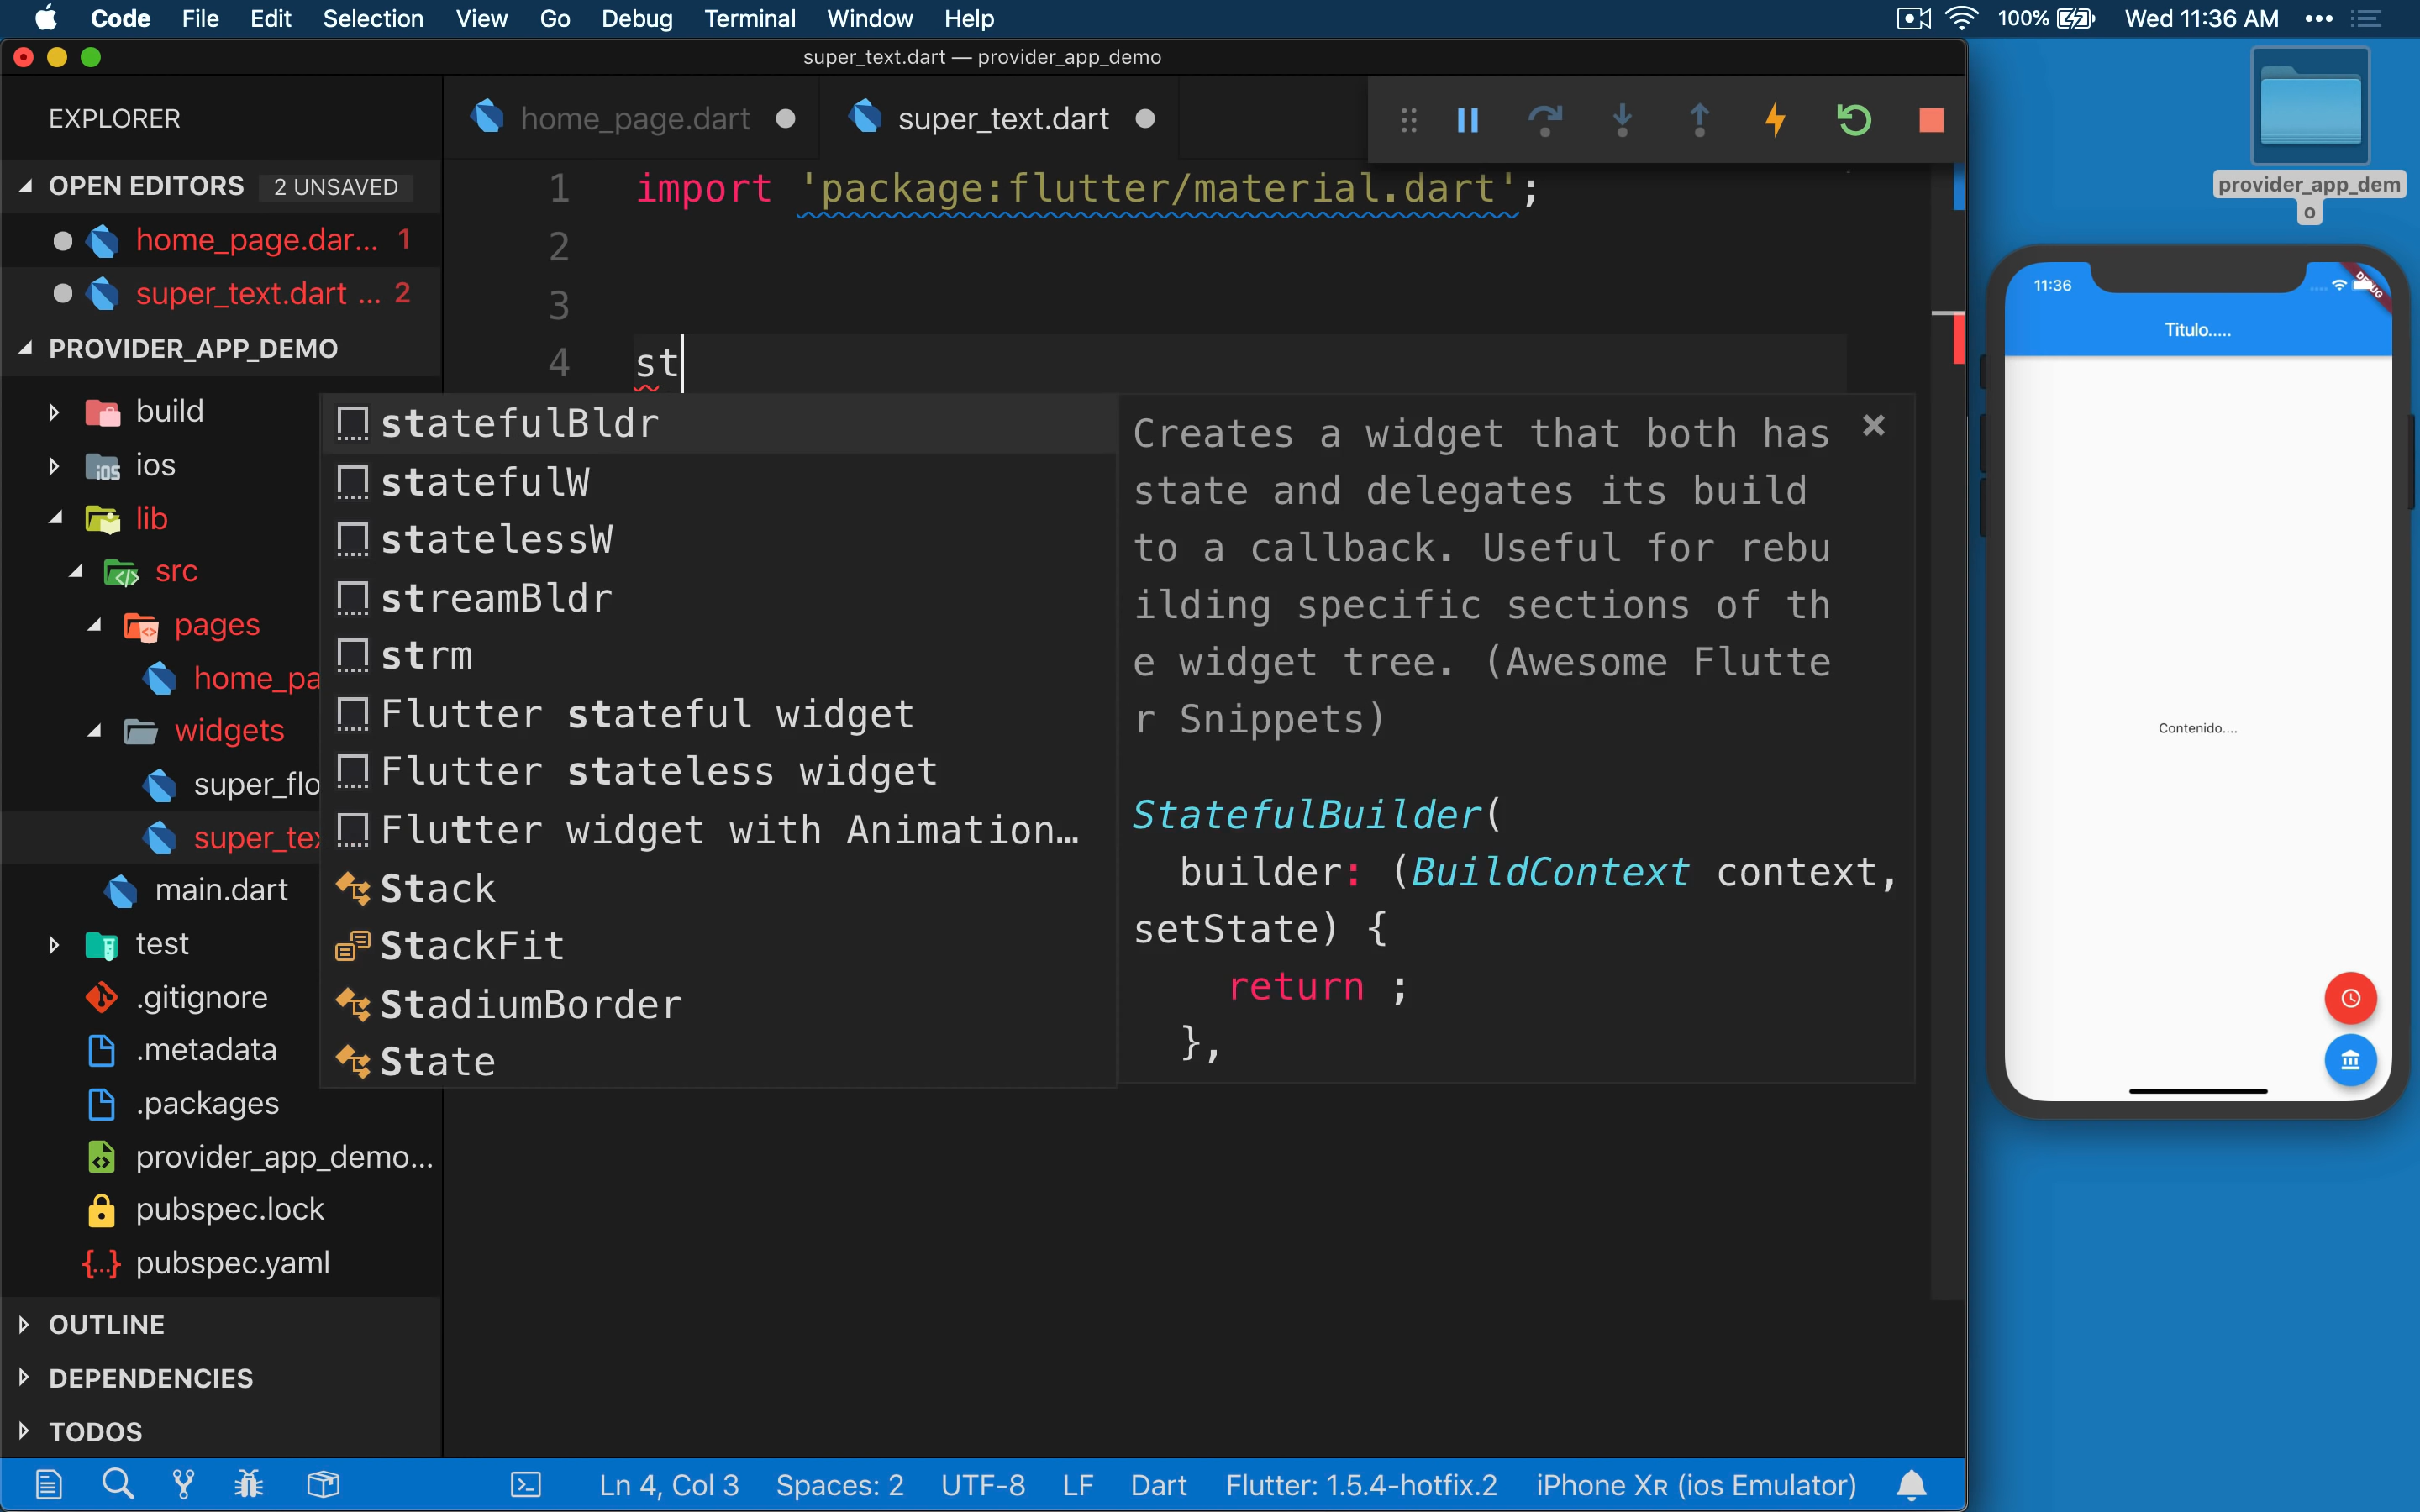 Code File Edit Selection View Go Debug Terminal Window Help 100% Wed 11:36 AM
super_text.dart — provider_app_demo
EXPLORER
home_page.dart super_text.dart
OPEN EDITORS 2 UNSAVED
home_page.dar... 1
super_text.dart ... 2
PROVIDER_APP_DEMO
build
ios
lib
src
pages
home_pa
widgets
super_flo
super_tex
main.dart
test
.gitignore
.metadata
.packages
provider_app_demo...
pubspec.lock
pubspec.yaml
OUTLINE
DEPENDENCIES
TODOS
1 import 'package:flutter/material.dart';
2
3
4 st
statefulBldr
statefulW
statelessW
streamBldr
strm
Flutter stateful widget
Flutter stateless widget
Flutter widget with Animation…
Stack
StackFit
StadiumBorder
State
Creates a widget that both has
state and delegates its build
to a callback. Useful for rebu
ilding specific sections of th
e widget tree. (Awesome Flutte
r Snippets)
StatefulBuilder(
builder: (BuildContext context,
setState) {
return ;
},
provider_app_dem
o
11:36
DEBUG
Titulo.....
Contenido....
Ln 4, Col 3 Spaces: 2 UTF-8 LF Dart Flutter: 1.5.4-hotfix.2 iPhone Xʀ (ios Emulator)